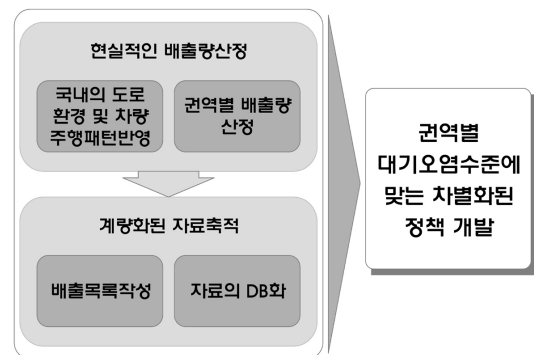 현실적인 배출량산정
국내의 도로
환경 및 차량
주행패턴반영
권역별 배출량
산정
계량화된 자료축적
배출목록작성
자료의 DB화
권역별
대기오염수준에
맞는 차별화된
정책 개발